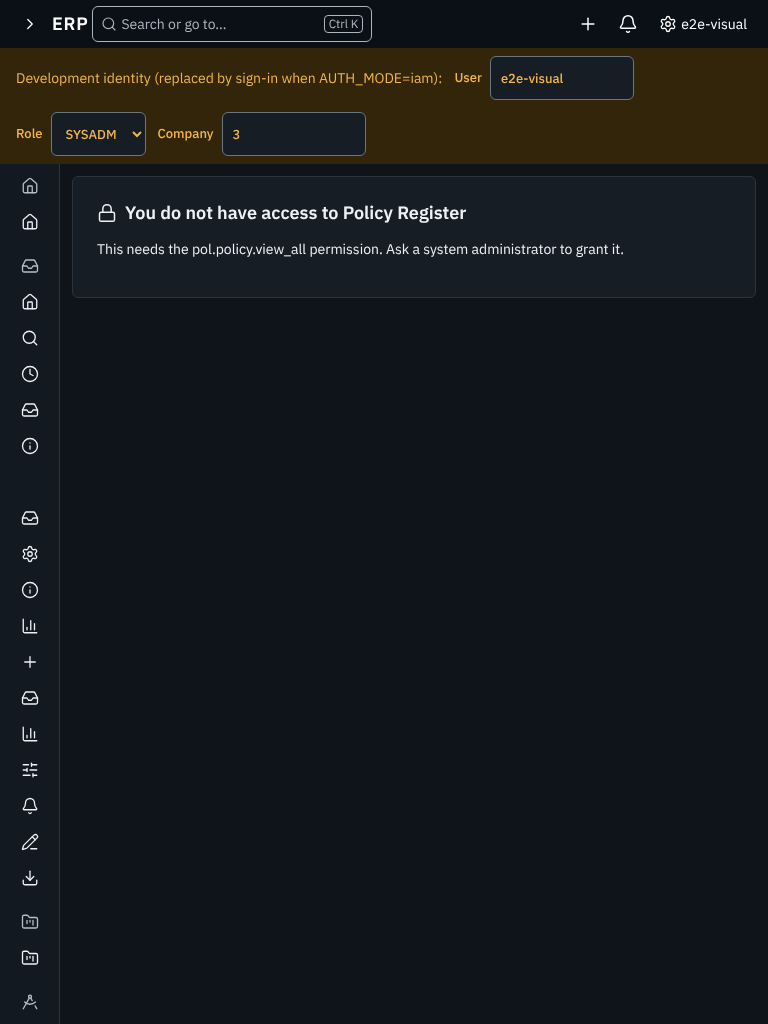 ERP
Search or go to...
Ctrl K
e2e-visual
Development identity (replaced by sign-in when AUTH_MODE=iam):
User
e2e-visual
Role
SYSADM
Company
3
You do not have access to Policy Register
This needs the pol.policy.view_all permission. Ask a system administrator to grant it.